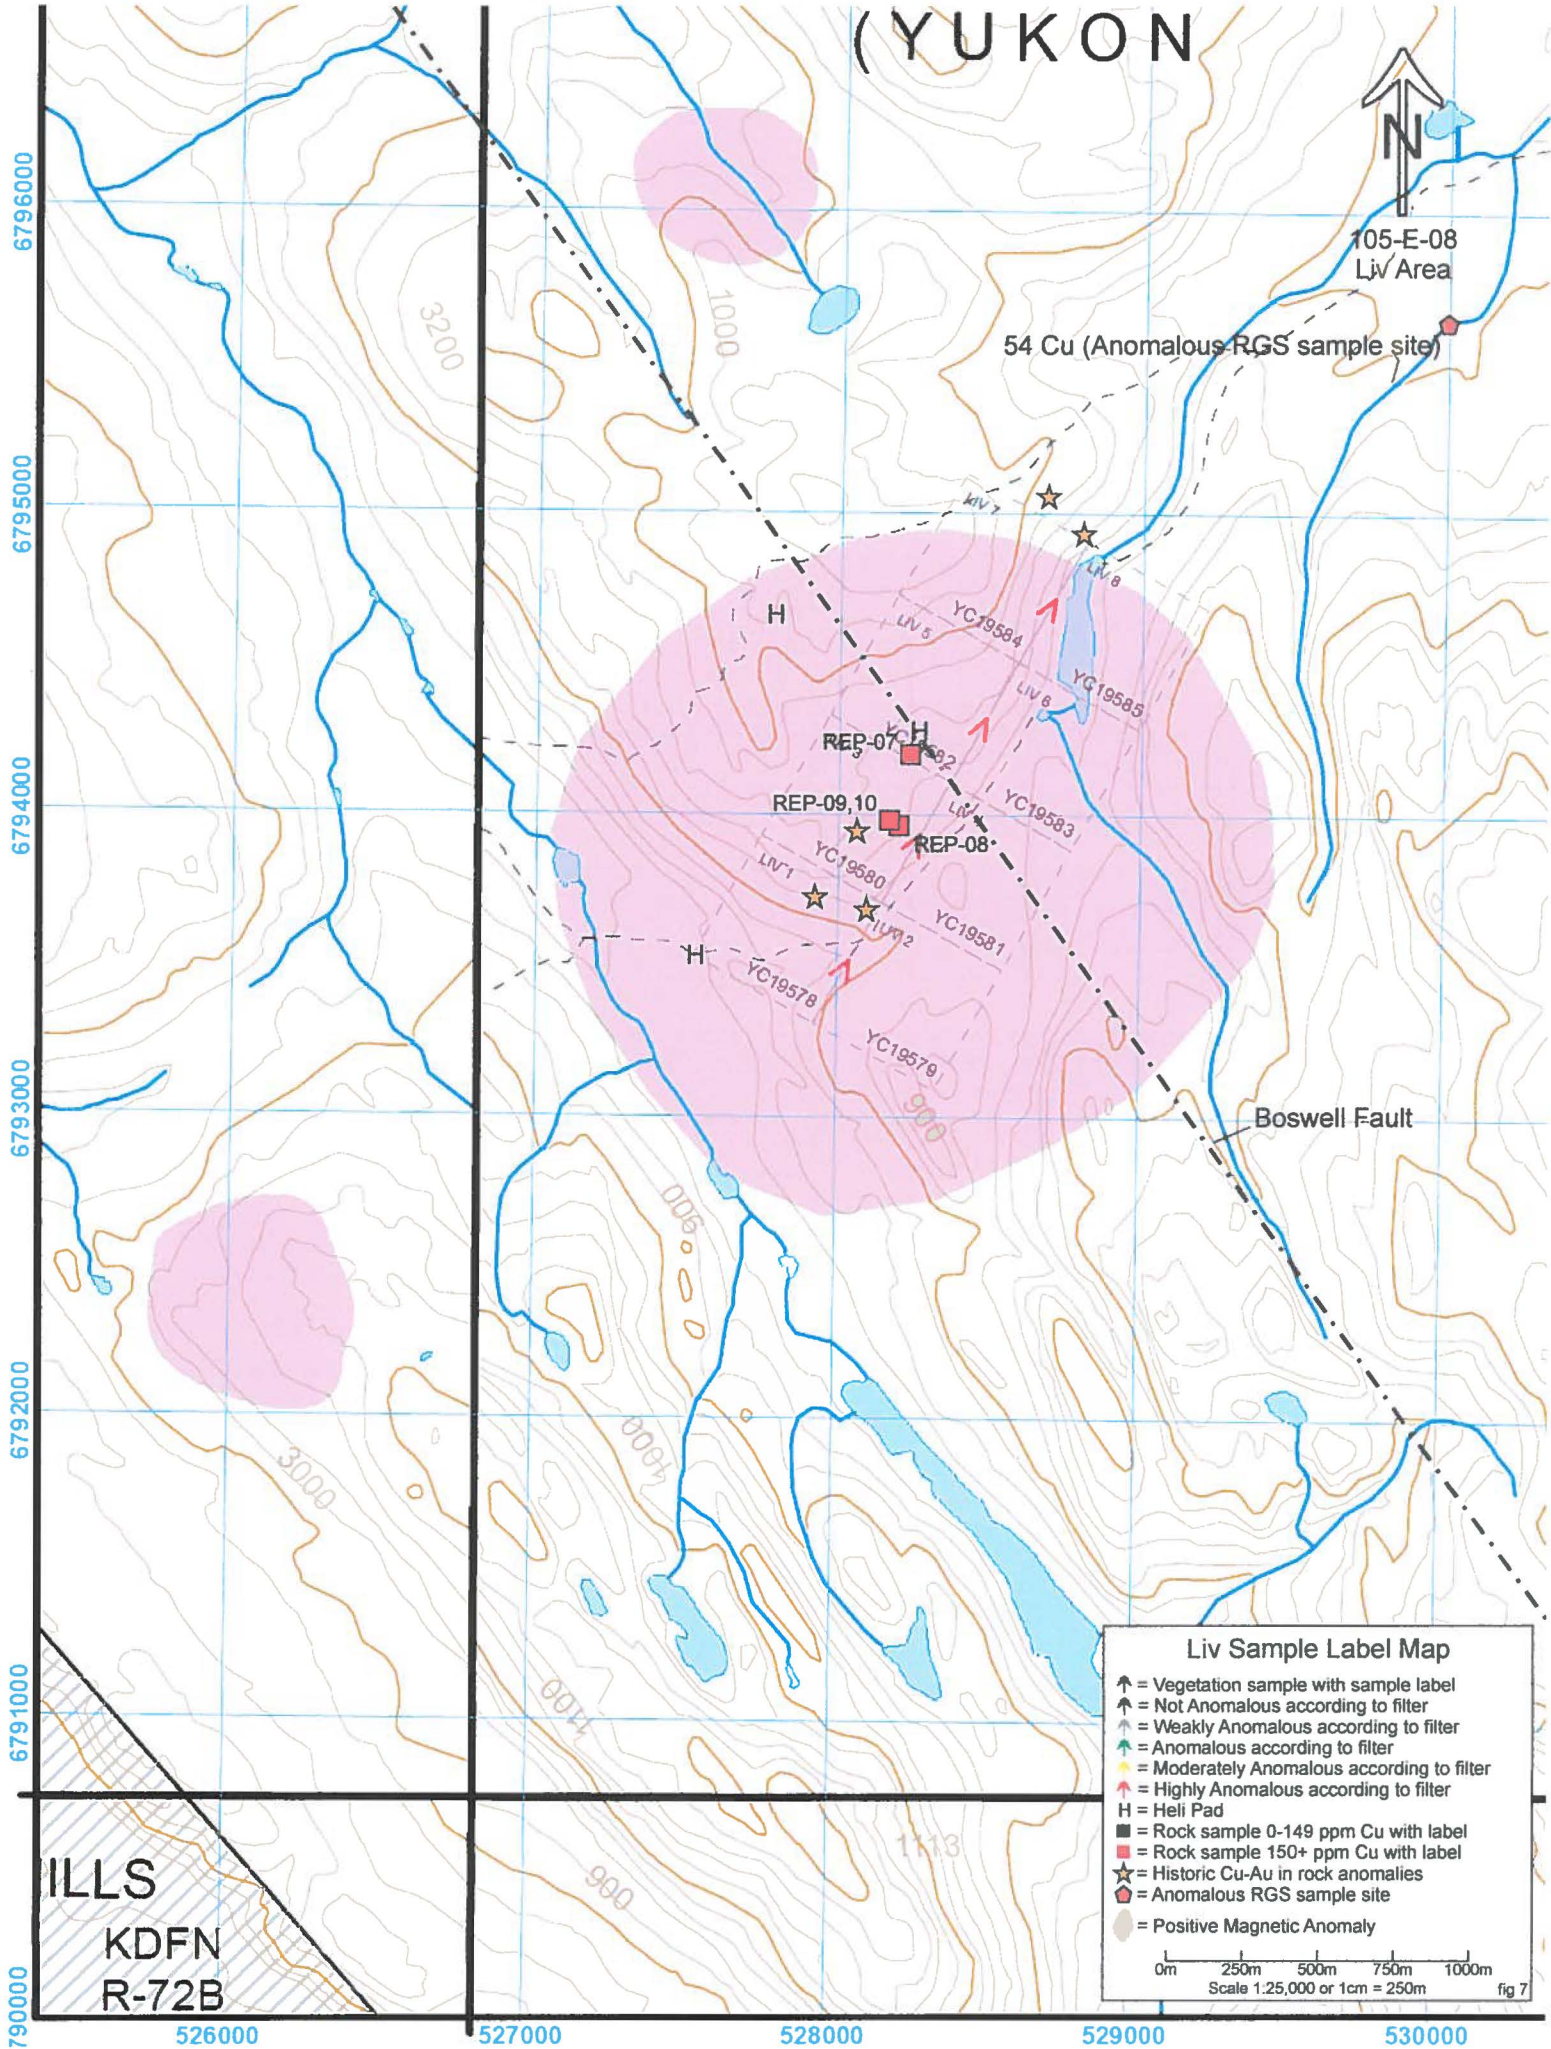 (YUKON
N
105-E-08
Liv Area
54 Cu (Anomalous RGS sample site)
6796000
3200
1000
6795000
LIV 7
LIV 8
H
YC19584
LIV 5
YC19585
LIV 6
H
REP-07
6794000
REP-09,10
YC19583
REP-08
YC19580
LIV 1
YC19581
LIV 2
H
YC19578
YC19579
6793000
900
Boswell Fault
900
6792000
1000
3000
6791000
1100
1113
900
ILLS
KDFN
R-72B
790000
526000
527000
528000
529000
530000
Liv Sample Label Map
= Vegetation sample with sample label
= Not Anomalous according to filter
= Weakly Anomalous according to filter
= Anomalous according to filter
= Moderately Anomalous according to filter
= Highly Anomalous according to filter
H = Heli Pad
= Rock sample 0-149 ppm Cu with label
= Rock sample 150+ ppm Cu with label
= Historic Cu-Au in rock anomalies
= Anomalous RGS sample site
= Positive Magnetic Anomaly
0m 250m 500m 750m 1000m
Scale 1:25,000 or 1cm = 250m
fig 7